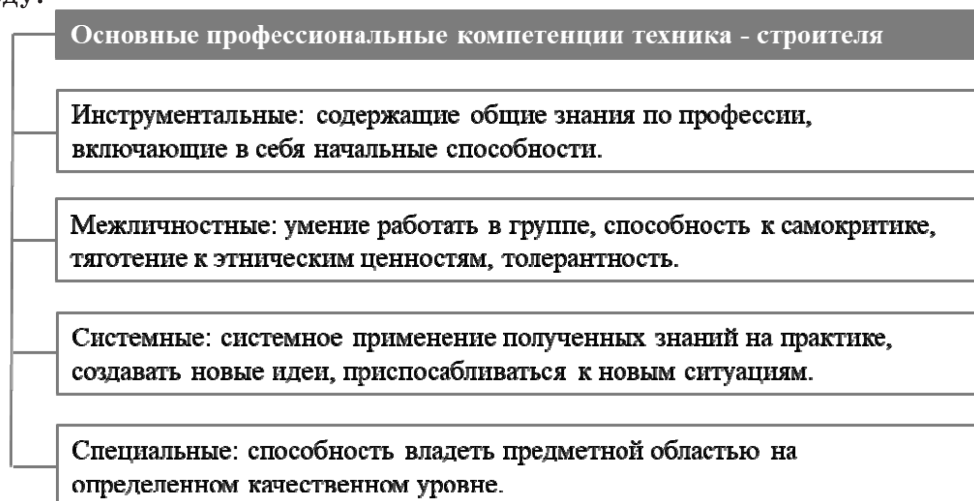 Основные профессиональные компетенции техника - строителя
Инструментальные: содержащие общие знания по профессии,
включающие в себя начальные способности.
Межличностные: умение работать в группе, способность к самокритике,
тяготение к этническим ценностям, толерантность.
Системные: системное применение полученных знаний на практике,
создавать новые идеи, приспосабливаться к новым ситуациям.
Специальные: способность владеть предметной областью на
определенном качественном уровне.